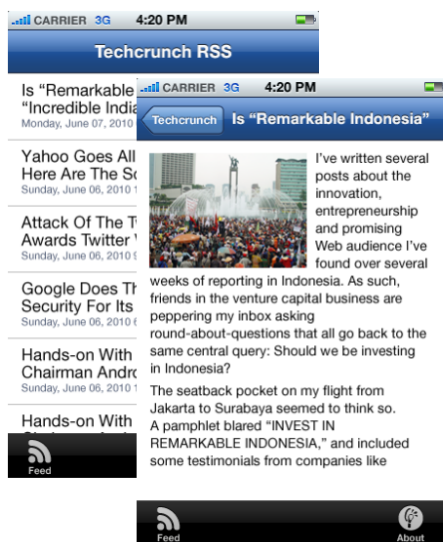 CARRIER 3G 4:20 PM
Techcrunch RSS
Is “Remarkable
“Incredible India
Monday, June 07, 2010
Yahoo Goes All
Here Are The
Sunday, June 06, 2010
Attack Of The
Awards Twitter
Sunday, June 06, 2010
Google Does
Security For Its
Sunday, June 06, 2010
Hands-on With
Chairman
Sunday, June 06, 2010
Hands-on With
Feed
CARRIER 3G 4:20 PM
Techcrunch Is “Remarkable Indonesia”
I’ve written several
posts about the
innovation,
entrepreneurship
and promising
Web audience I’ve
found over several
weeks of reporting in Indonesia. As such,
friends in the venture capital business are
peppering my inbox asking
round-about-questions that all go back to the
same central query: Should we be investing
in Indonesia?
The seatback pocket on my flight from
Jakarta to Surabaya seemed to think so.
A pamphlet blared “INVEST IN
REMARKABLE INDONESIA,” and included
some testimonials from companies like
Feed About